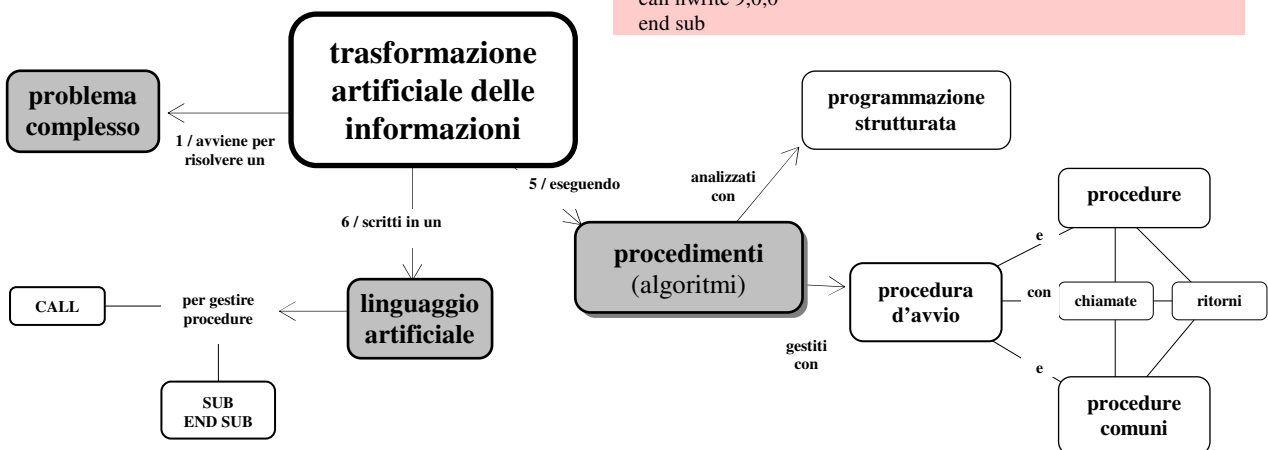 end sub
trasformazione
artificiale delle
informazioni
problema
complesso
1 / avviene per
risolvere un
programmazione
strutturata
5 / eseguendo
analizzati
con
6 / scritti in un
procedimenti
(algoritmi)
procedure
e
procedura
d’avvio
con
chiamate
ritorni
CALL
per gestire
procedure
linguaggio
artificiale
gestiti
con
e
SUB
END SUB
procedure
comuni